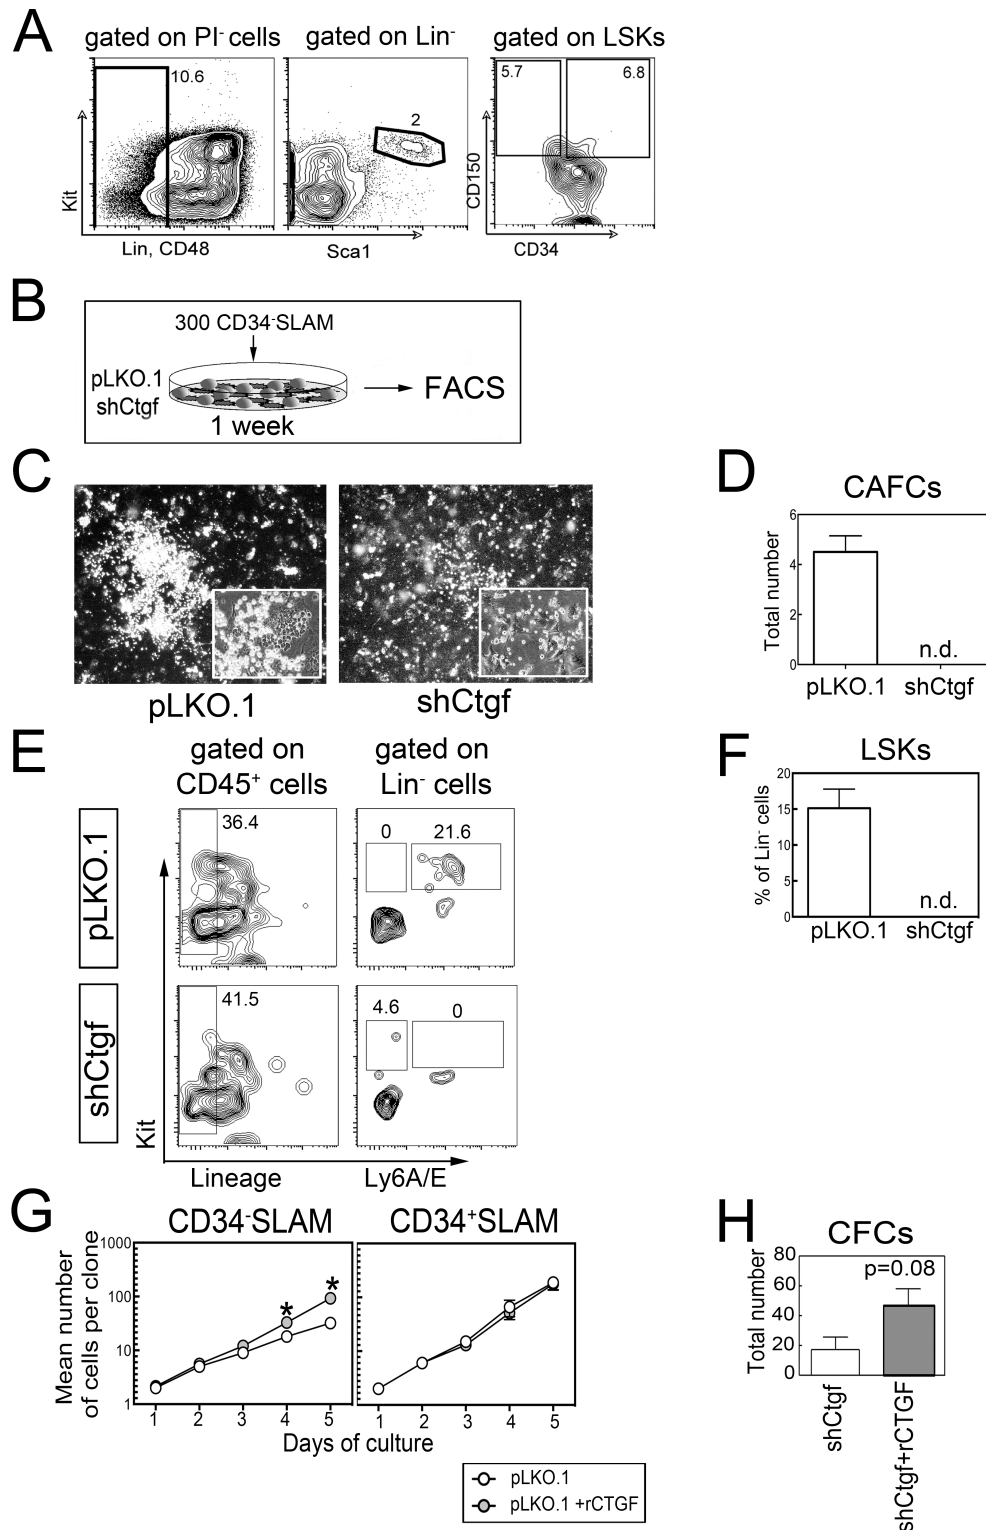 A
gated on PI- cells
gated on Lin-
gated on LSKs
10.6
2
5.7
6.8
Kit
CD150
Lin, CD48
Sca1
CD34
B
300 CD34-SLAM
pLKO.1
shCtgf
FACS
1 week
C
pLKO.1
shCtgf
D
CAFCs
Total number
6
4
2
0
n.d.
pLKO.1
shCtgf
E
gated on
CD45+ cells
gated on
Lin- cells
pLKO.1
36.4
0
21.6
shCtgf
41.5
4.6
0
Kit
Lineage
Ly6A/E
F
LSKs
% of Lin- cells
20
15
10
5
0
n.d.
pLKO.1
shCtgf
G
CD34-SLAM
CD34+SLAM
Mean number
of cells per clone
1000
100
10
1
*
*
1 2 3 4 5
1 2 3 4 5
Days of culture
pLKO.1
pLKO.1 +rCTGF
H
CFCs
Total number
80
60
40
20
0
p=0.08
shCtgf
shCtgf+rCTGF